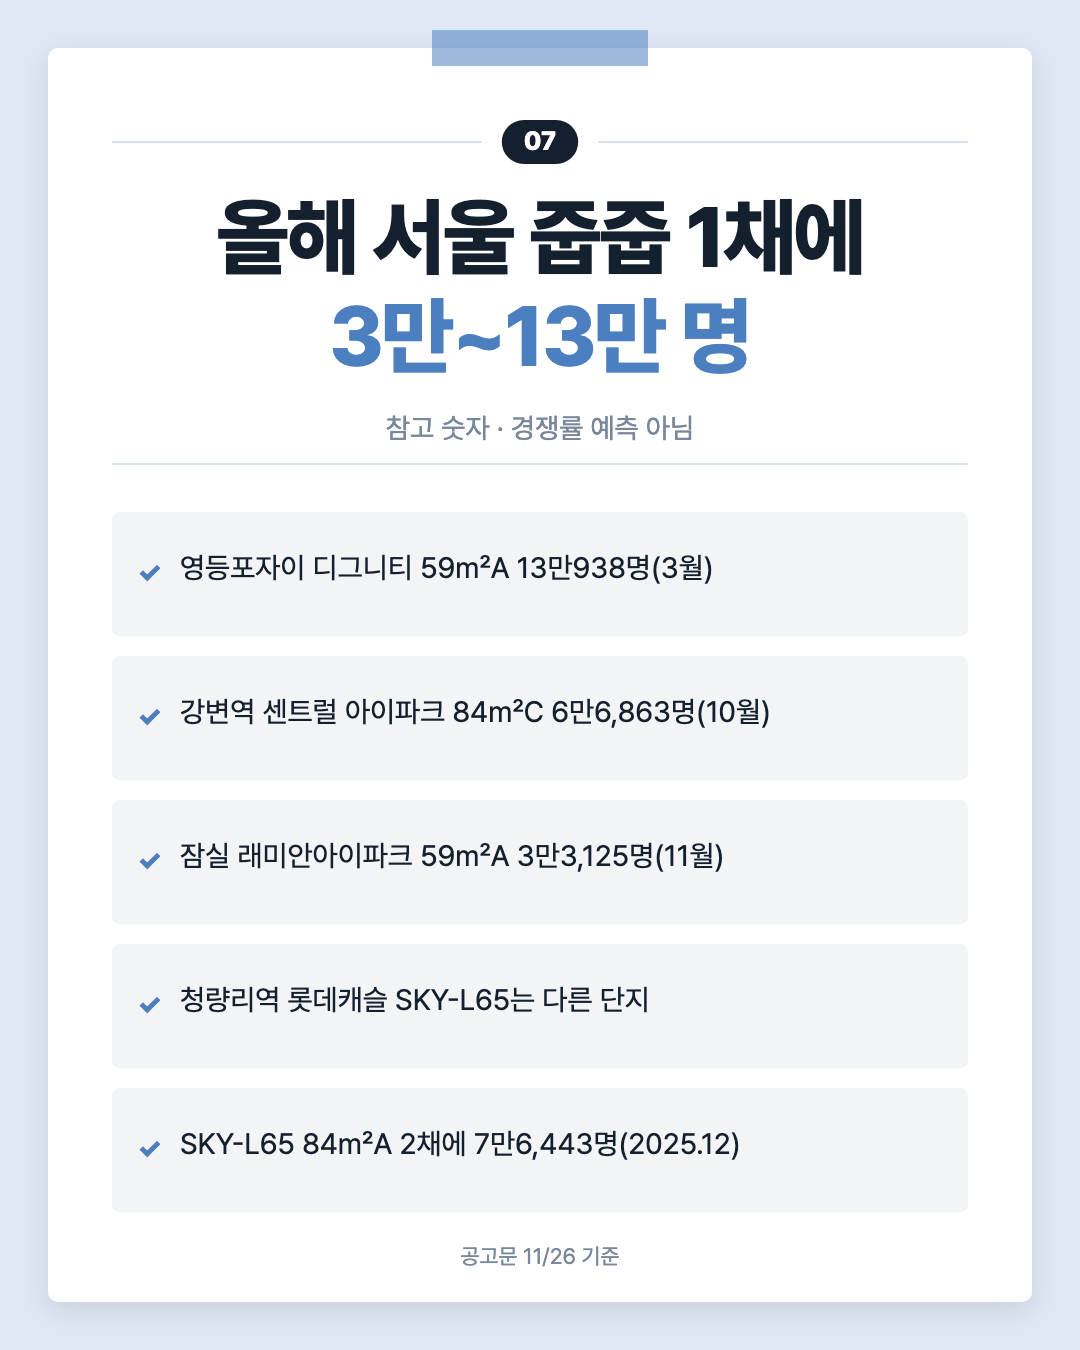 07
올해 서울 줍줍 1채에
3만~13만 명
참고 숫자 · 경쟁률 예측 아님
영등포자이 디그니티 59m²A 13만938명(3월)
강변역 센트럴 아이파크 84m²C 6만6,863명(10월)
잠실 래미안아이파크 59m²A 3만3,125명(11월)
청량리역 롯데캐슬 SKY-L65는 다른 단지
SKY-L65 84m²A 2채에 7만6,443명(2025.12)
공고문 11/26 기준